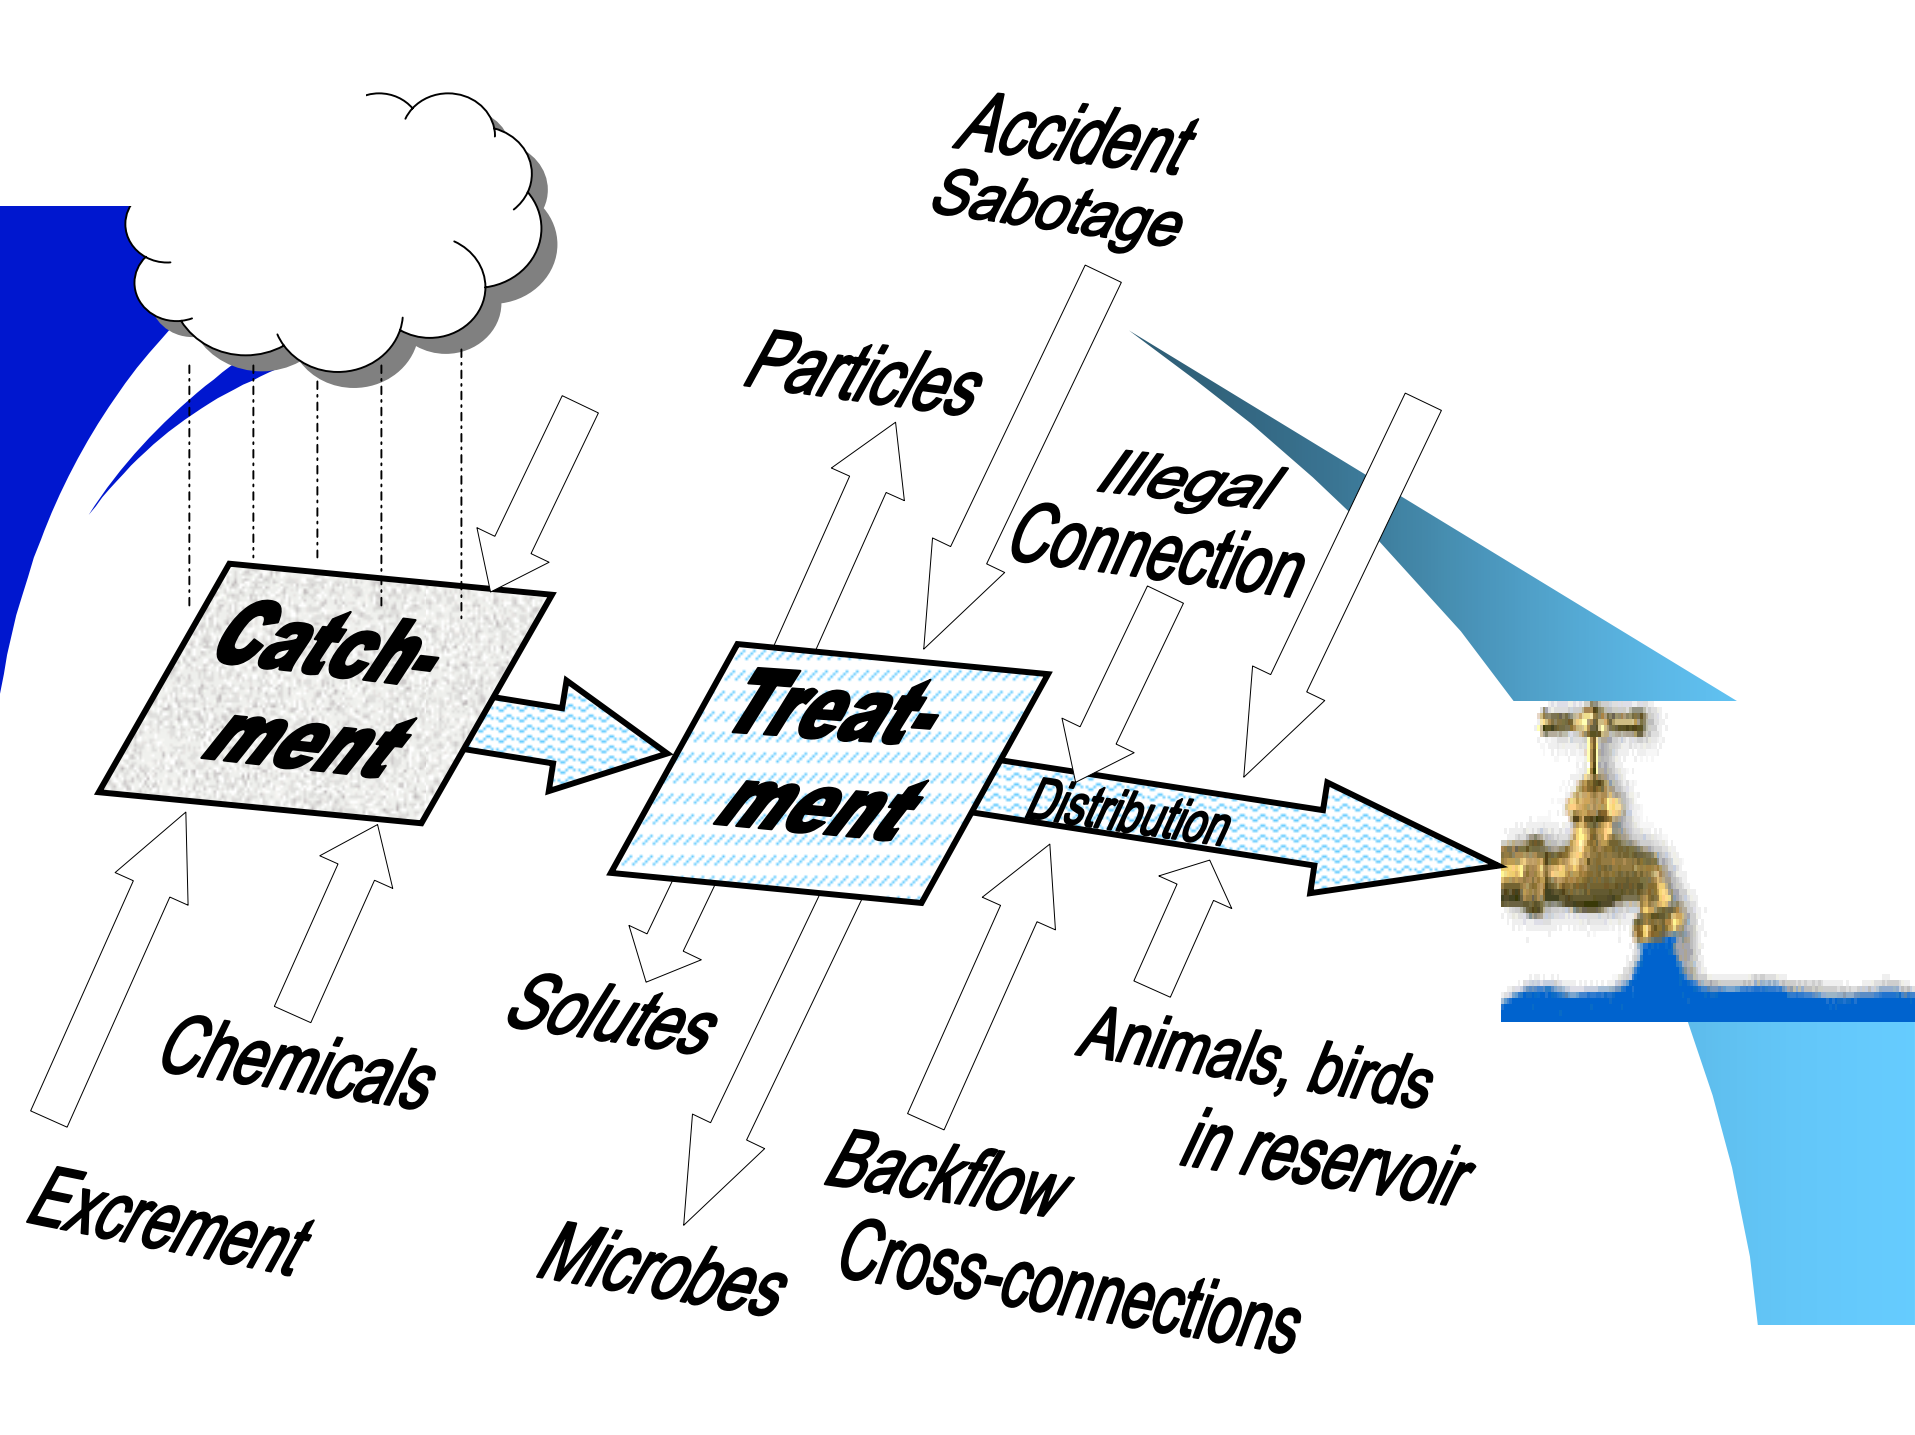 Accident
Sabotage
Particles
Illegal
Connection
Catch-
ment
Treat-
ment
Distribution
Chemicals
Excrement
Solutes
Microbes
Animals, birds
in reservoir
Backflow
Cross-connections